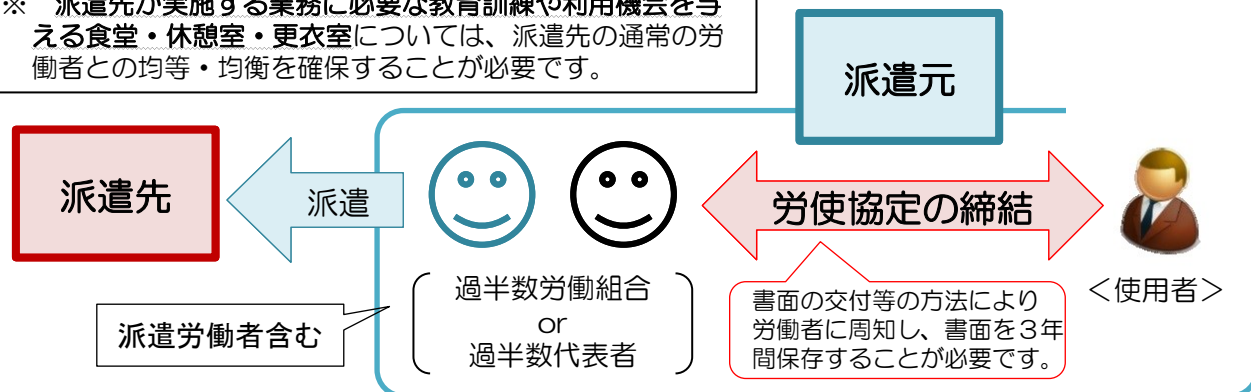 ※ 派遣先が実施する業務に必要な教育訓練や利用機会を与
える食堂・休憩室・更衣室については、派遣先の通常の労
働者との均等・均衡を確保することが必要です。
派遣元
派遣先
派遣
労使協定の締結
<使用者>
過半数労働組合
or
過半数代表者
派遣労働者含む
書面の交付等の方法により
労働者に周知し、書面を３年
間保存することが必要です。